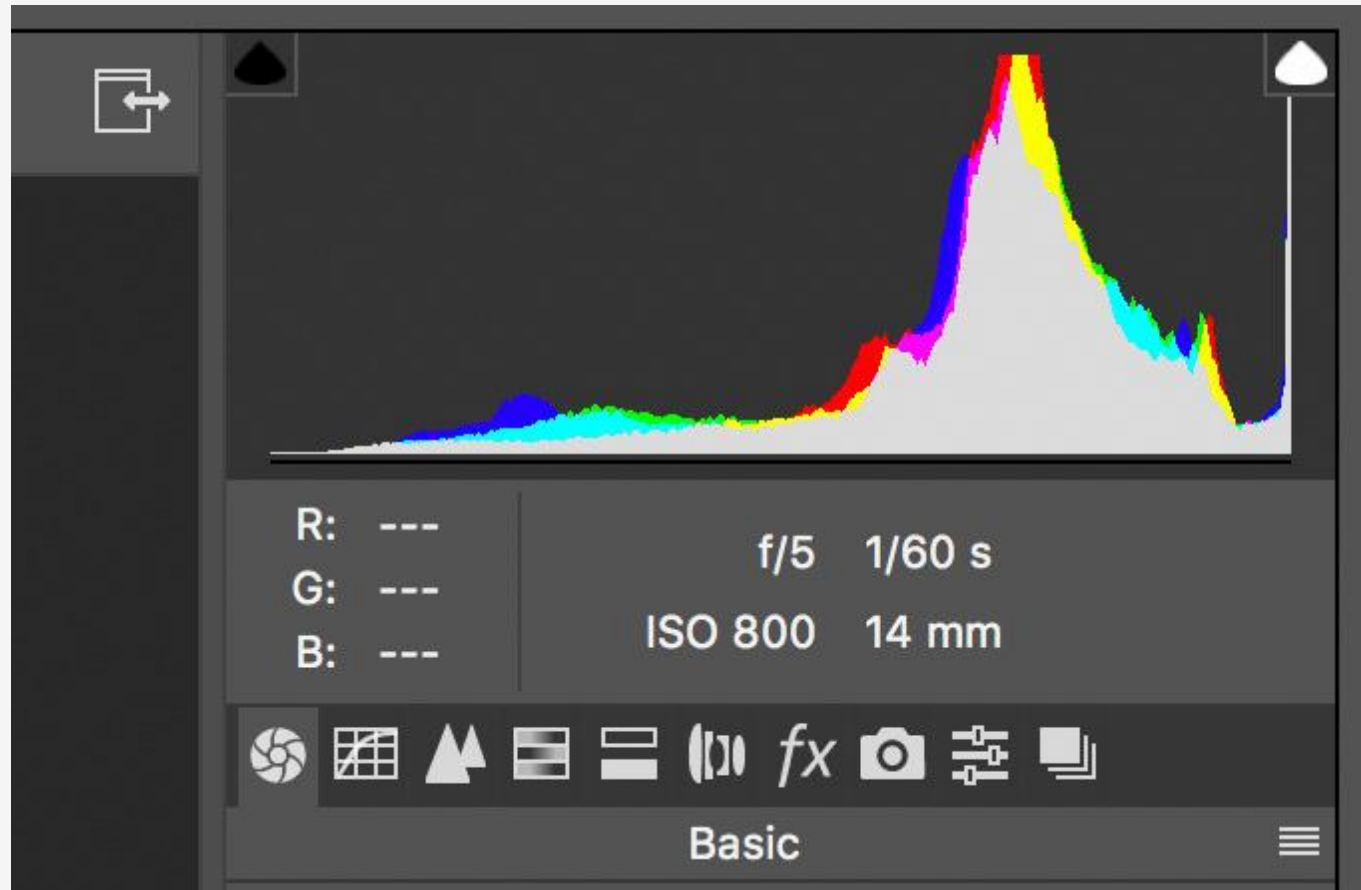 R: ---
G: ---
B: ---
f/5 1/60 s
ISO 800 14 mm
fx
Basic